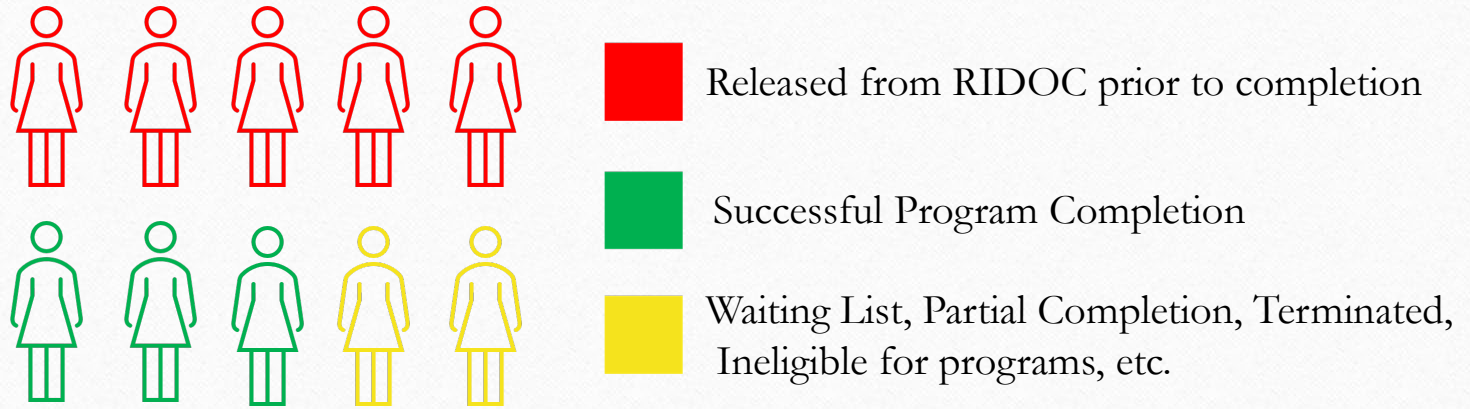 Released from RIDOC prior to completion
Successful Program Completion
Waiting List, Partial Completion, Terminated,
Ineligible for programs, etc.